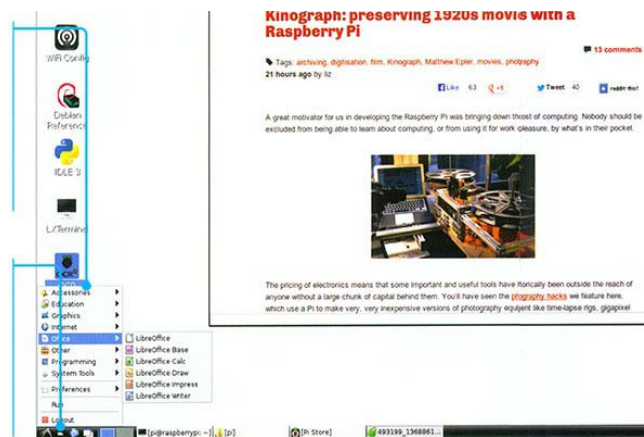 Kinograph: preserving 1920s movis with a
Raspberry Pi
13 comments
Tags: archiving, digitisation, film, Kinograph, Matthew Epler, movies, photgraphy
21 hours ago by liz
Like 63 +1 Tweet 40 reddit this!
A great motivator for us in developing the Raspberry Pi was bringing down thcost of computing. Nobody should be
excluded from being able to learn about computing, or from using it for work
by what's in their pocket.
The pricing of electronics means that some important and useful tools have
been outside the reach of
anyone without a large chunk of capital behind them. You'll have seen the phography hacks we feature here,
which use a Pi to make very, very inexpensive versions of photography
like time-lapse rigs, gigapixel
WiFi Config
Debian
Reference
IDLE 3
LXTermina
Accessories
Education
Graphics
Internet
Office
Other
Programming
System Tools
Preferences
Run
Logout
LibreOffice
LibreOffice Base
LibreOffice Calc
LibreOffice Draw
LibreOffice Impress
LibreOffice Writer
[pi@raspberrypi: ~] [pi] [Pi Store] 493199_1368861...